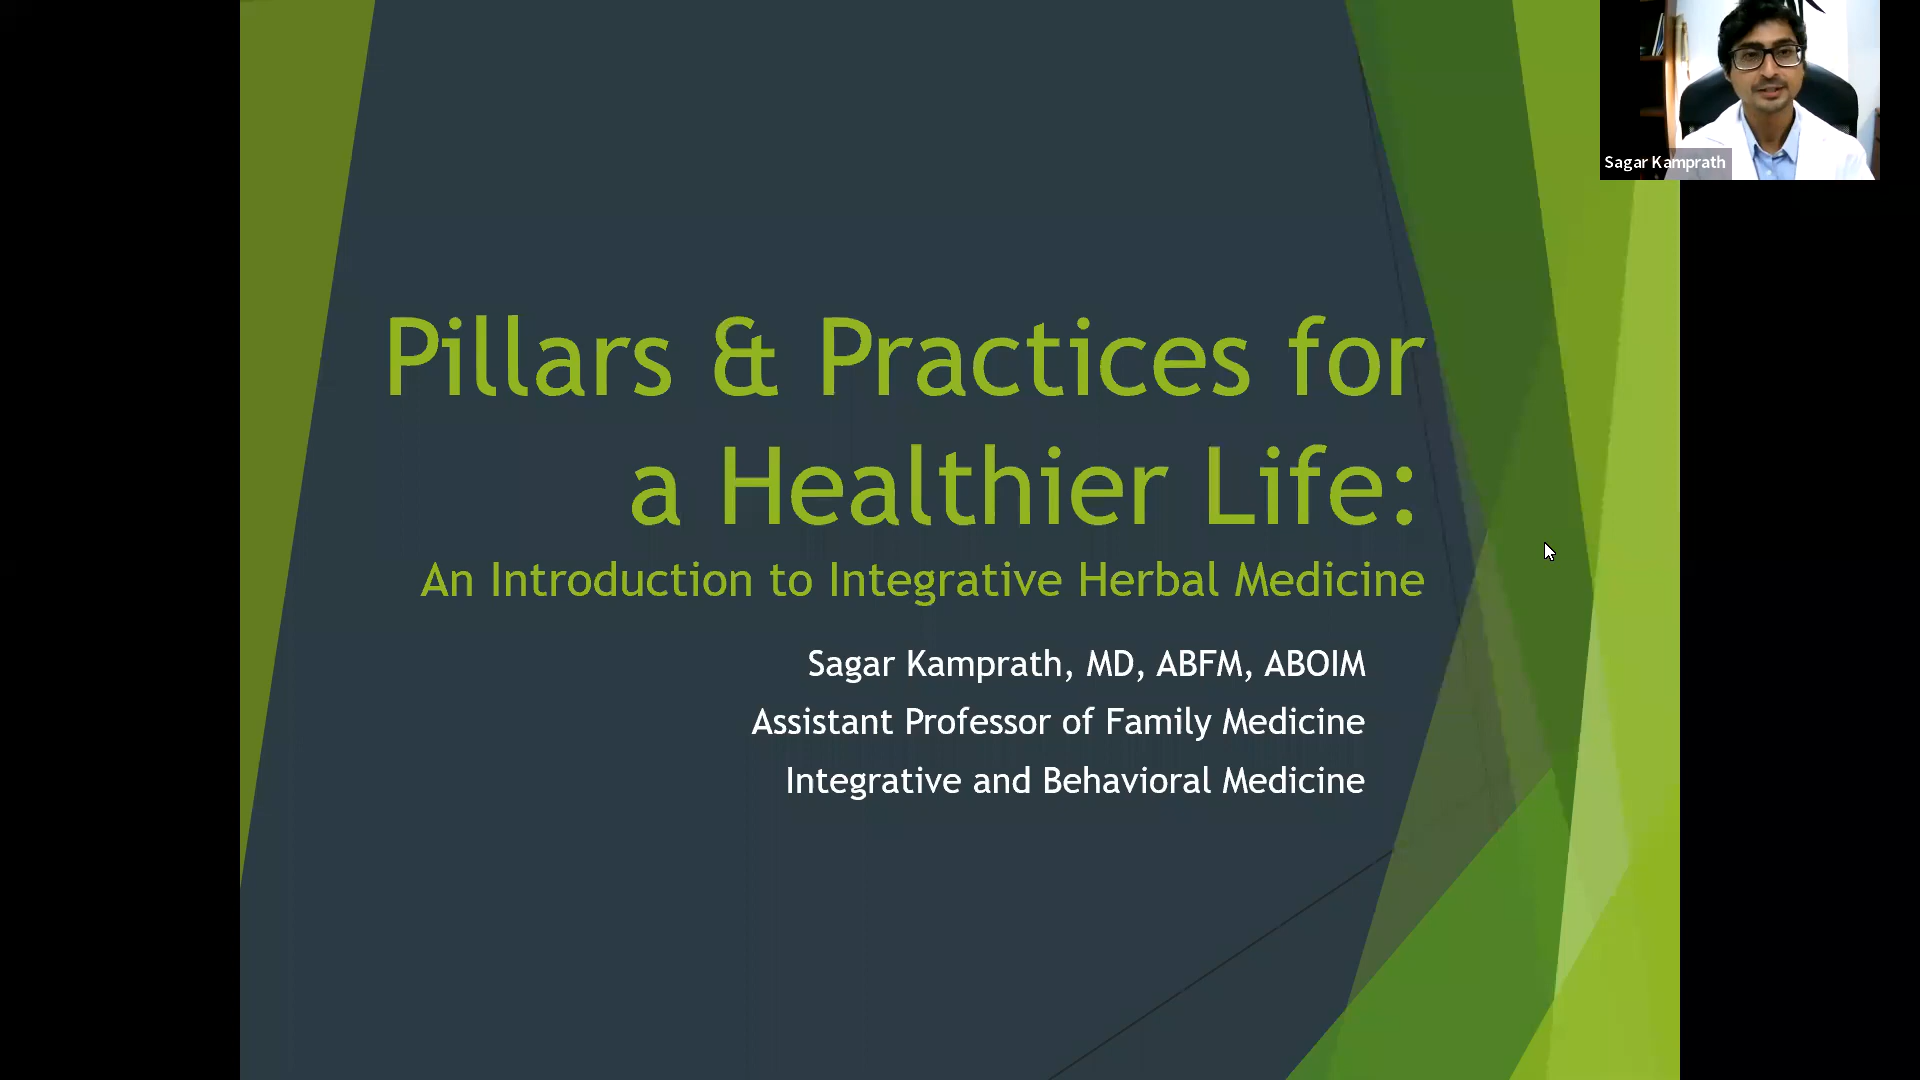 Sagar Kamprath
Pillars & Practices for
a Healthier Life:
An Introduction to Integrative Herbal Medicine
Sagar Kamprath, MD, ABFM, ABOIM
Assistant Professor of Family Medicine
Integrative and Behavioral Medicine